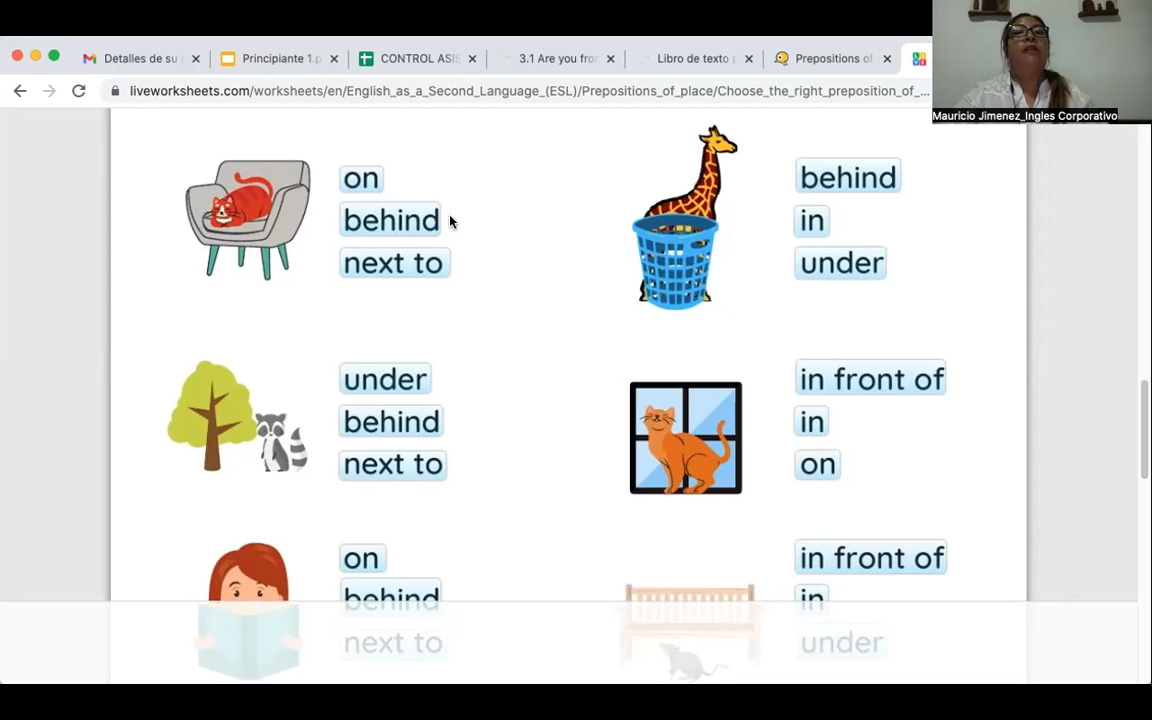 Detalles de su
Principiante 1.p
CONTROL ASIS
3.1 Are you fro
Libro de texto p
Prepositions of
liveworksheets.com/worksheets/en/English_as_a_Second_Language_(ESL)/Prepositions_of_place/Choose_the_right_preposition_of_...
Mauricio Jimenez_Ingles Corporativo
on
behind
next to
behind
in
under
under
behind
next to
in front of
in
on
on
behind
next to
in front of
in
under